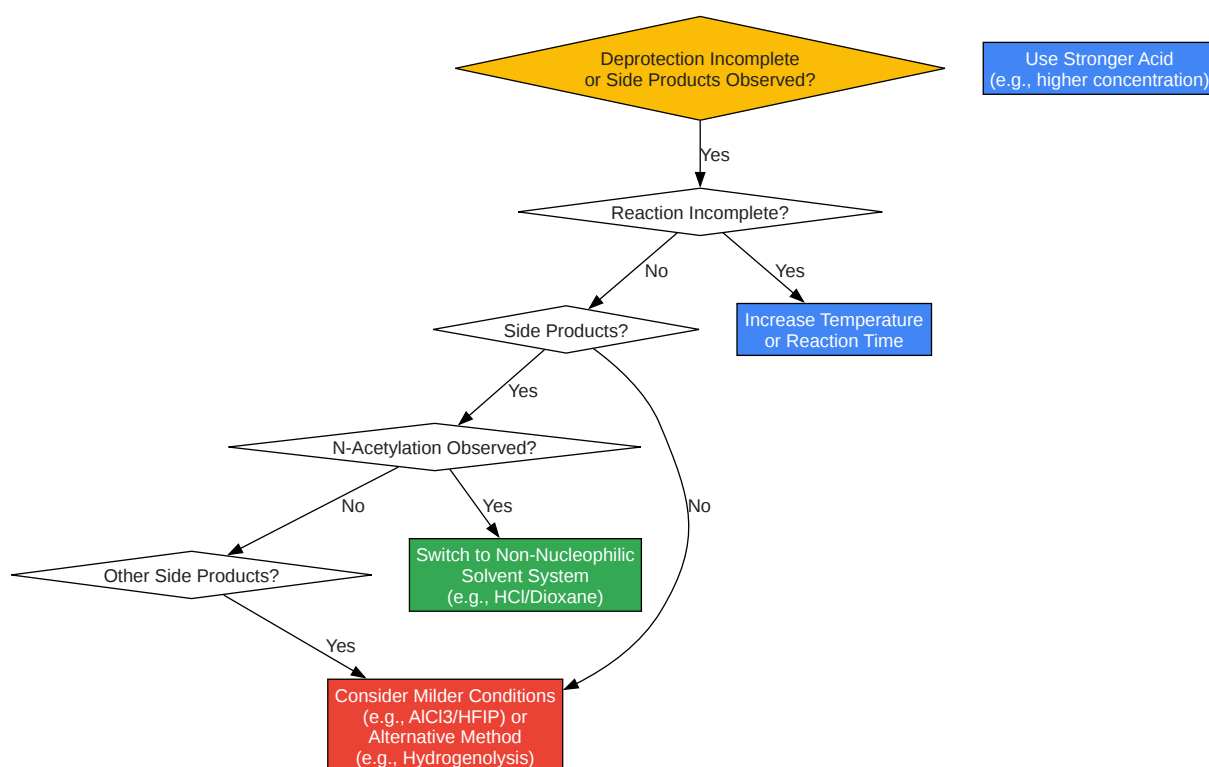 Deprotection Incomplete
or Side Products Observed?
Use Stronger Acid
(e.g., higher concentration)
Yes
Reaction Incomplete?
No
Yes
Side Products?
Increase Temperature
or Reaction Time
Yes
No
N-Acetylation Observed?
No
Yes
Other Side Products?
Switch to Non-Nucleophilic
Solvent System
(e.g., HCl/Dioxane)
Yes
Consider Milder Conditions
(e.g., AlCl3/HFIP) or
Alternative Method
(e.g., Hydrogenolysis)